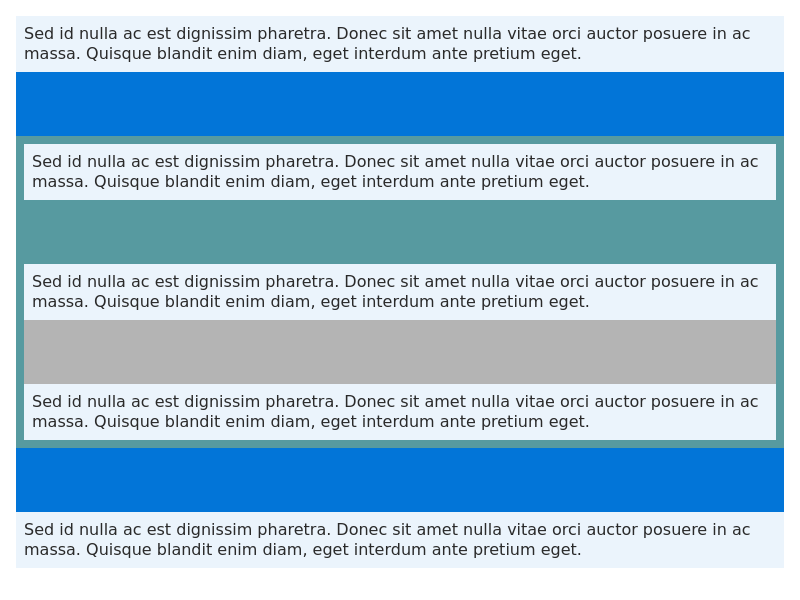 Sed id nulla ac est dignissim pharetra. Donec sit amet nulla vitae orci auctor posuere in ac
massa. Quisque blandit enim diam, eget interdum ante pretium eget.
Sed id nulla ac est dignissim pharetra. Donec sit amet nulla vitae orci auctor posuere in ac
massa. Quisque blandit enim diam, eget interdum ante pretium eget.
Sed id nulla ac est dignissim pharetra. Donec sit amet nulla vitae orci auctor posuere in ac
massa. Quisque blandit enim diam, eget interdum ante pretium eget.
Sed id nulla ac est dignissim pharetra. Donec sit amet nulla vitae orci auctor posuere in ac
massa. Quisque blandit enim diam, eget interdum ante pretium eget.
Sed id nulla ac est dignissim pharetra. Donec sit amet nulla vitae orci auctor posuere in ac
massa. Quisque blandit enim diam, eget interdum ante pretium eget.